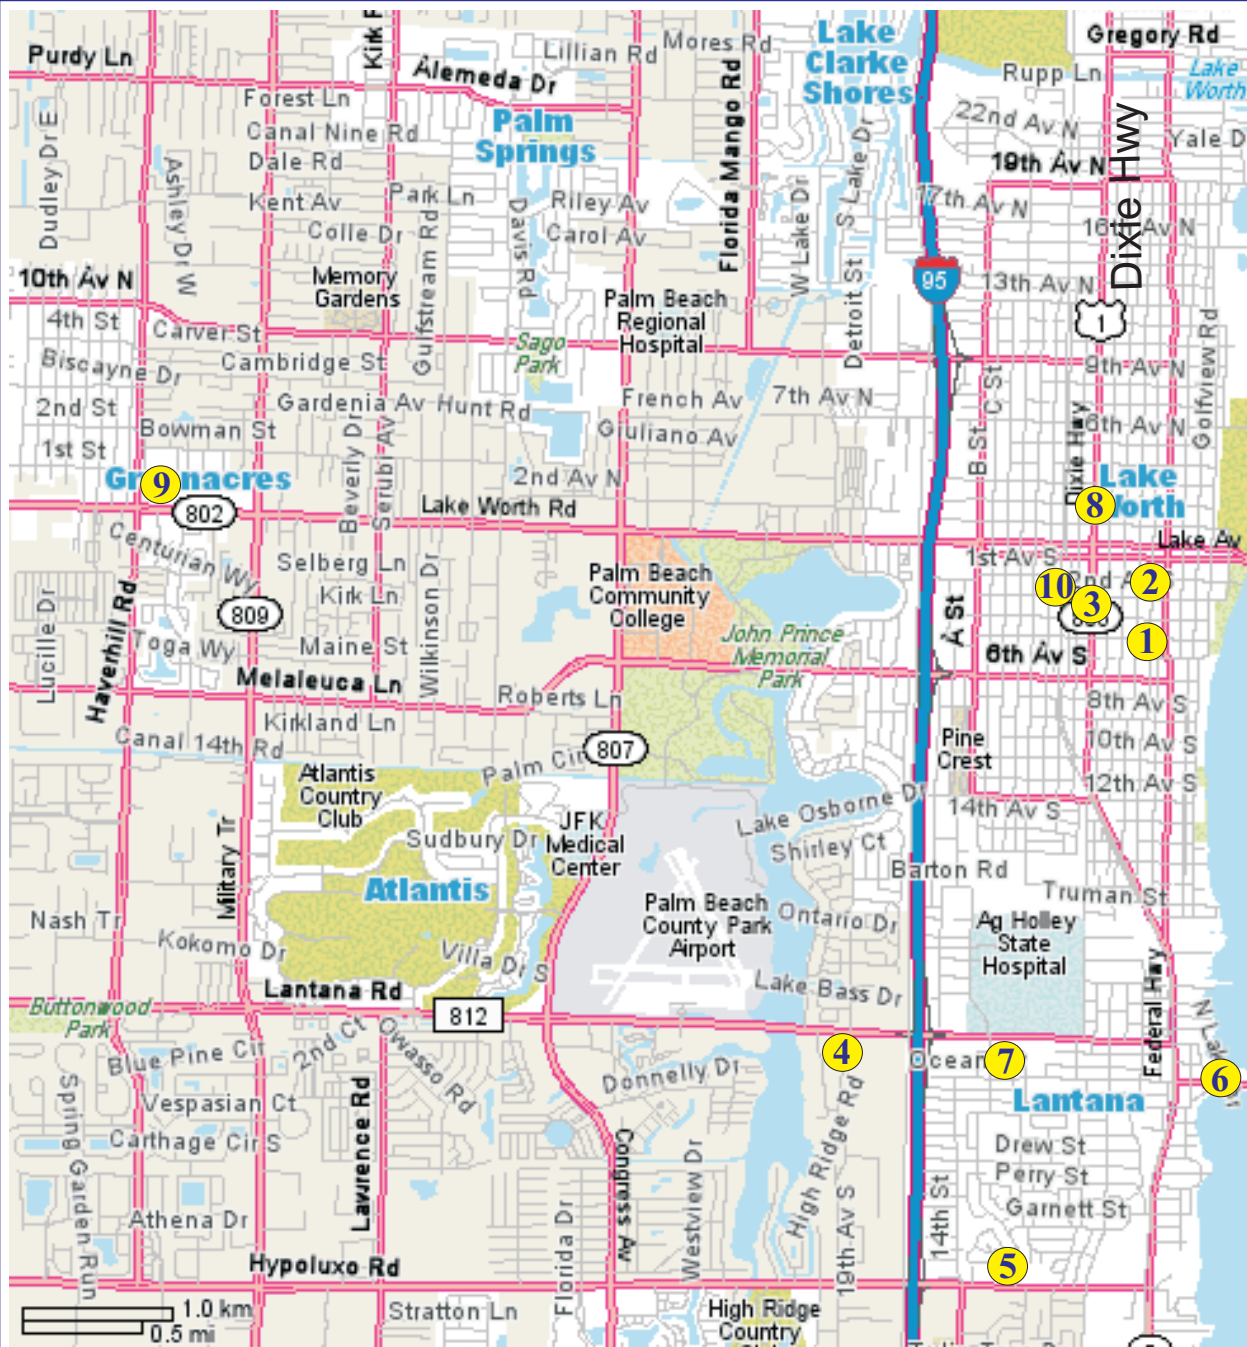 Purdy Ln
Kirk
Alemeda Dr
Lillian Rd
Mores Rd
Lake
Clarke
Shores
Gregory Rd
Rupp Ln
Lake
Worth
Forest Ln
Canal Nine Rd
Dale Rd
Palm
Springs
Florida Mango Rd
22nd Av N
Yale D
Dudley Dr E
Ashley Dr W
Kent Av
Park Ln
Riley Av
Colle Dr
Carol Av
Davis Rd
Gulfstream Rd
W Lake Dr
S Lake Dr
17th Av N
19th Av N
16th Av N
Dixie Hwy
10th Av N
Memory
Gardens
Palm Beach
Regional
Hospital
Detroit St
95
13th Av N
1
4th St
Carver St
Sago
Park
Golfview Rd
Biscayne Dr
Cambridge St
9th Av N
2nd St
Gardenia Av
Hunt Rd
French Av
7th Av N
C St
Bowman St
Giuliano Av
6th Av N
1st St
Beverly Dr
Serubi Av
2nd Av N
B St
Dixie Hwy
9
802
Lake Worth Rd
Lake
8
Lake Av
Centurian Wy
Selberg Ln
1st Av S
Kirk Ln
Palm Beach
Community
College
10
3
2
1
Lucille Dr
Haverhill Rd
809
Toga Wy
Maine St
Wilkinson Dr
John Prince
Memorial
Park
A St
6th Av S
Melaleuca Ln
Roberts Ln
8th Av S
Kirkland Ln
Canal 14th Rd
Palm Cir
807
Pine
Crest
10th Av S
12th Av S
Atlantis
Country
Club
Lake Osborne Dr
14th Av S
Military Tr
Sudbury Dr
JFK
Medical
Center
Shirley Ct
Barton Rd
Truman St
Atlantis
Palm Beach
County Park
Airport
Ontario Dr
Ag Holley
State
Hospital
Nash Tr
Kokomo Dr
Villa Dr S
Lantana Rd
Lake Bass Dr
Federal Hwy
Buttonwood
Park
812
Blue Pine Cir
2nd Ct
Owasso Rd
4
Ocean
7
6
Donnelly Dr
Lantana
Vespasian Ct
Spring Garden Run
Carthage Cir S
Lawrence Rd
Congress Av
Westview Dr
High Ridge Rd
Drew St
Perry St
Garnett St
Athena Dr
Florida Dr
19th Av S
14th St
5
Hypoluxo Rd
1.0 km
0.5 mi
Stratton Ln
High Ridge
Country